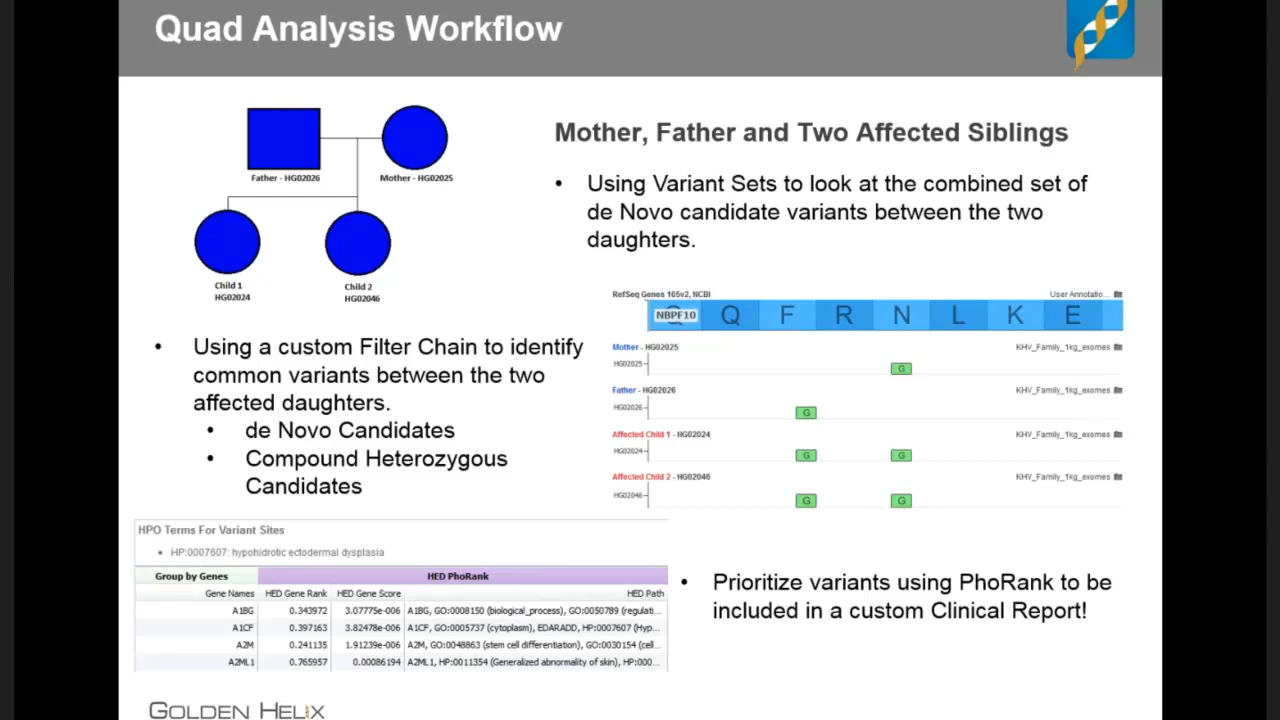 Quad Analysis Workflow
Father - HG02026
Mother - HG02025
Child 1
HG02024
Child 2
HG02046
Mother, Father and Two Affected Siblings
• Using Variant Sets to look at the combined set of
de Novo candidate variants between the two
daughters.
• Using a custom Filter Chain to identify
common variants between the two
affected daughters.
• de Novo Candidates
• Compound Heterozygous
Candidates
RefSeq Genes 105v2, NCBI
User Annotatio...
NBPF10 Q F R N L K E
Mother - HG02025
KHV_Family_1kg_exomes
HG02025
G
Father - HG02026
KHV_Family_1kg_exomes
HG02026
G
Affected Child 1 - HG02024
KHV_Family_1kg_exomes
HG02024
G G
Affected Child 2 - HG02046
KHV_Family_1kg_exomes
HG02046
G G
HPO Terms For Variant Sites
• HP:0007607: hypohidrotic ectodermal dysplasia
Group by Genes HED PhoRank
Gene Names HED Gene Rank HED Gene Score HED Path
A1BG 0.343972 3.07775e-006 A1BG, GO:0008150 (biological_process), GO:0050789 (regulati...
A1CF 0.397163 3.82478e-006 A1CF, GO:0005737 (cytoplasm), EDARADD, HP:0007607 (Hyp...
A2M 0.241135 1.91239e-006 A2M, GO:0048863 (stem cell differentiation), GO:0030154 (cell...
A2ML1 0.765957 0.00086194 A2ML1, HP:0011354 (Generalized abnormality of skin), HP:000...
• Prioritize variants using PhoRank to be
included in a custom Clinical Report!
GOLDEN HELIX